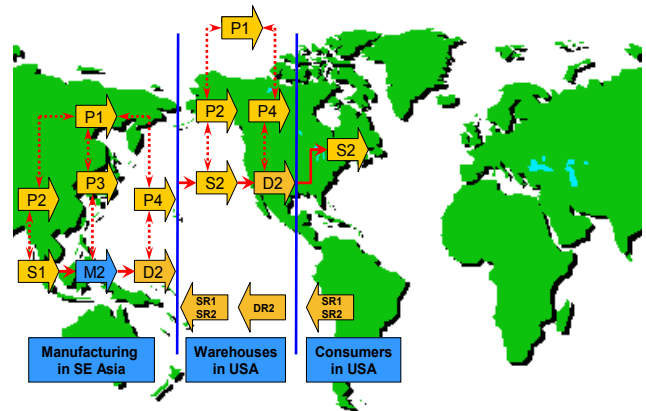 P1
P2
P4
P1
S2
P3
S2
D2
P2
P4
S1
M2
D2
SR1
SR2
DR2
SR1
SR2
Manufacturing
in SE Asia
Warehouses
in USA
Consumers
in USA